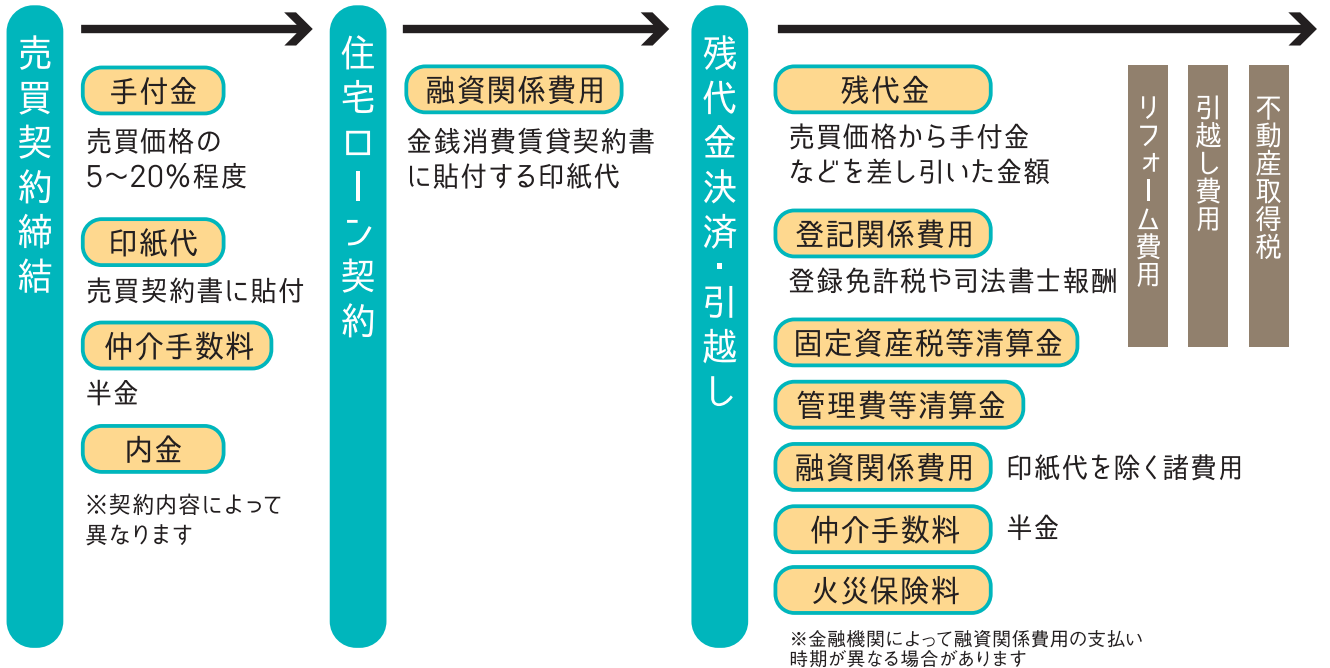 売買契約締結
手付金
売買価格の
5〜20%程度
印紙代
売買契約書に貼付
仲介手数料
半金
内金
※契約内容によって
異なります
住宅ローン契約
融資関係費用
金銭消費賃貸契約書
に貼付する印紙代
残代金決済・引越し
残代金
売買価格から手付金
などを差し引いた金額
登記関係費用
登録免許税や司法書士報酬
固定資産税等清算金
管理費等清算金
融資関係費用 印紙代を除く諸費用
仲介手数料 半金
火災保険料
※金融機関によって融資関係費用の支払い
時期が異なる場合があります
リフォーム費用
引越し費用
不動産取得税